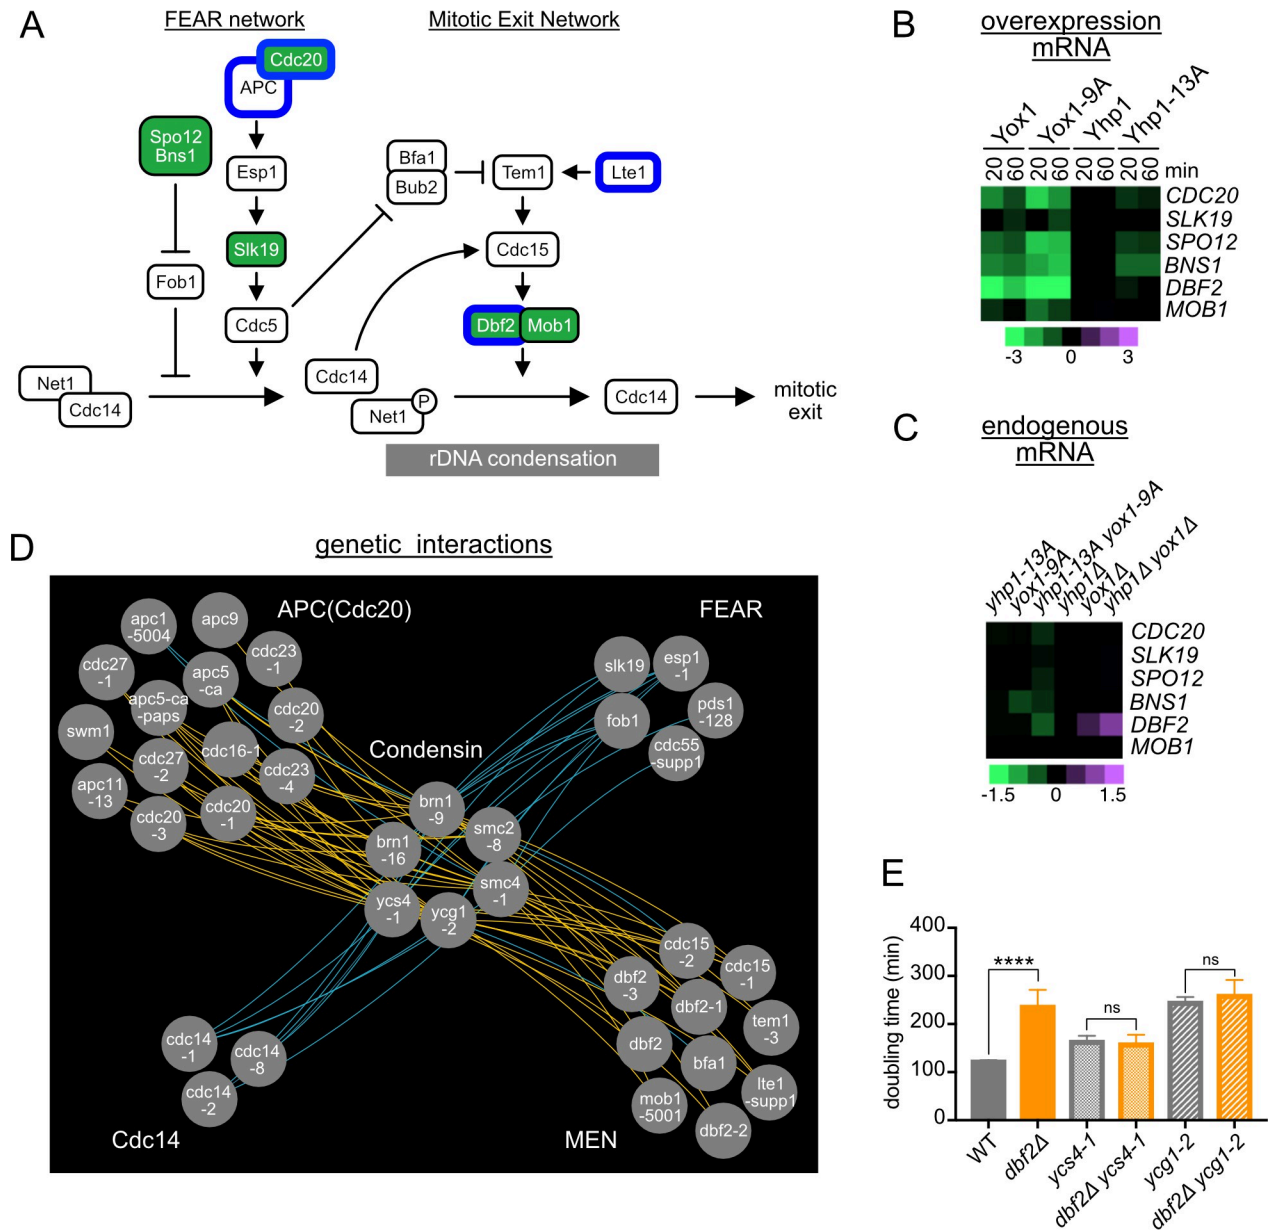 A
FEAR network
Mitotic Exit Network
Cdc20
APC
Spo12
Bns1
Esp1
Bfa1
Bub2
Tem1
Lte1
Slk19
Cdc15
Fob1
Cdc5
Dbf2
Mob1
Net1
Cdc14
Cdc14
Net1
P
Cdc14
mitotic
exit
rDNA condensation
B
overexpression
mRNA
Yox1
Yox1-9A
Yhp1
Yhp1-13A
20 60 20 60 20 60 20 60 min
CDC20
SLK19
SPO12
BNS1
DBF2
MOB1
-3 0 3
C
endogenous
mRNA
yhp1-13A
yox1-9A
yhp1-13A yox1-9A
yhp1Δ
yox1Δ
yhp1Δ yox1Δ
CDC20
SLK19
SPO12
BNS1
DBF2
MOB1
-1.5 0 1.5
D
genetic interactions
APC(Cdc20)
FEAR
apc1
-5004
apc9
cdc27
-1
apc5
-ca
cdc23
-1
apc5-ca
-paps
cdc20
-2
swm1
cdc27
-2
cdc16-1
cdc23
-4
apc11
-13
cdc20
-3
cdc20
-1
slk19
esp1
-1
fob1
pds1
-128
cdc55
-supp1
Condensin
brn1
-9
smc2
-8
brn1
-16
smc4
-1
ycs4
-1
ycg1
-2
cdc14
-1
cdc14
-8
cdc14
-2
Cdc14
cdc15
-2
cdc15
-1
dbf2
-3
dbf2-1
tem1
-3
dbf2
bfa1
lte1
-supp1
mob1
-5001
dbf2-2
MEN
E
doubling time (min)
400
300
200
100
0
****
ns
ns
WT
dbf2Δ
ycs4-1
dbf2Δ ycs4-1
ycg1-2
dbf2Δ ycg1-2